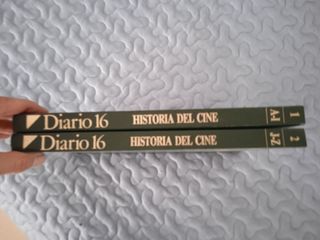 Diario 16 HISTORIA DEL CINE A-I 1
Diario 16 HISTORIA DEL CINE J-Z 2